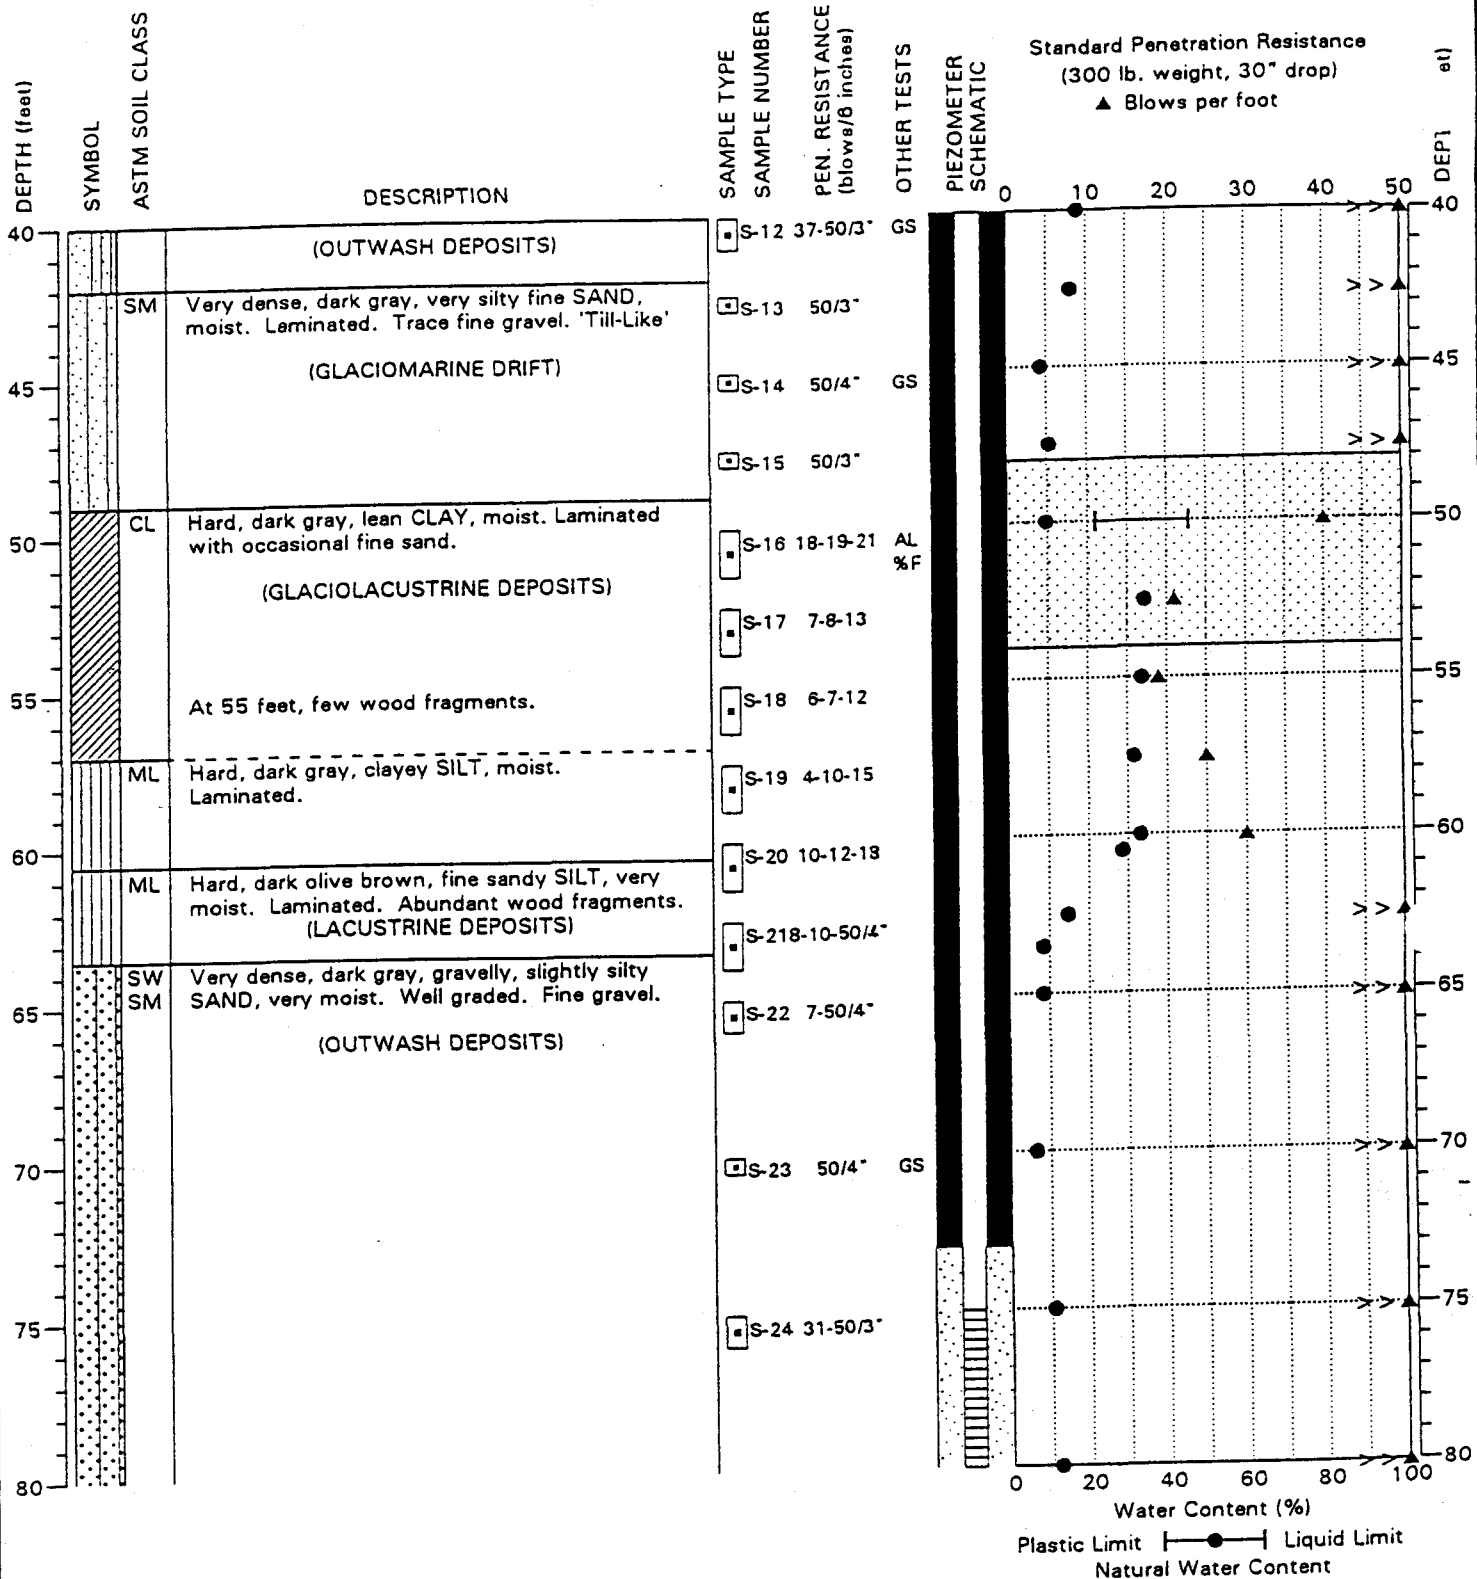 DEPTH (feet)
SYMBOL
ASTM SOIL CLASS
DESCRIPTION
SAMPLE TYPE
SAMPLE NUMBER
PEN. RESISTANCE
(blows/6 inches)
OTHER TESTS
PIEZOMETER
SCHEMATIC
Standard Penetration Resistance
(300 lb. weight, 30" drop)
▲ Blows per foot
et)
DEPT
0 10 20 30 40 50
40 (OUTWASH DEPOSITS) S-12 37-50/3" GS >> 40
SM Very dense, dark gray, very silty fine SAND,
moist. Laminated. Trace fine gravel. 'Till-Like'
S-13 50/3" >>
(GLACIOMARINE DRIFT)
45 S-14 50/4" GS >> 45
S-15 50/3" >>
CL Hard, dark gray, lean CLAY, moist. Laminated
with occasional fine sand.
50 S-16 18-19-21 AL 50
%F
(GLACIOLACUSTRINE DEPOSITS)
S-17 7-8-13
55 At 55 feet, few wood fragments. S-18 6-7-12 55
ML Hard, dark gray, clayey SILT, moist.
Laminated.
S-19 4-10-15
60 S-20 10-12-18 60
ML Hard, dark olive brown, fine sandy SILT, very
moist. Laminated. Abundant wood fragments.
(LACUSTRINE DEPOSITS)
S-21 8-10-50/4" >>
SW Very dense, dark gray, gravelly, slightly silty
SM SAND, very moist. Well graded. Fine gravel.
65 S-22 7-50/4" >> 65
(OUTWASH DEPOSITS)
70 S-23 50/4" GS >> 70
75 S-24 31-50/3" >> 75
80 >> 80
0 20 40 60 80 100
Water Content (%)
Plastic Limit Liquid Limit
Natural Water Content